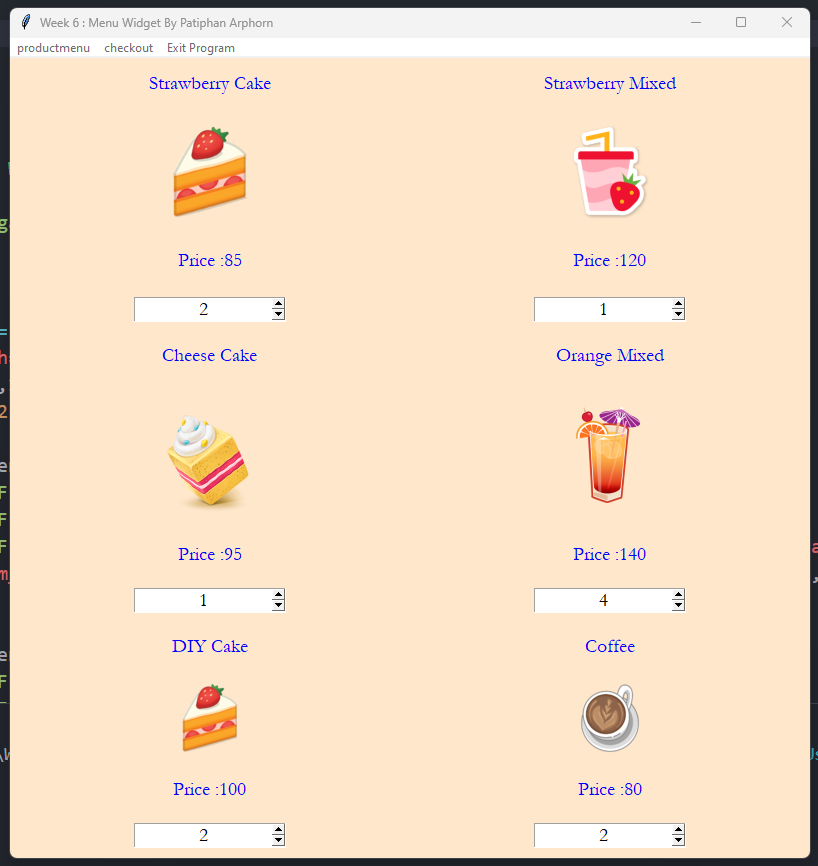 Week 6 : Menu Widget By Patiphan Arphorn
productmenu checkout Exit Program
Strawberry Cake
Strawberry Mixed
Price :85
Price :120
2
1
Cheese Cake
Orange Mixed
Price :95
Price :140
1
4
DIY Cake
Coffee
Price :100
Price :80
2
2